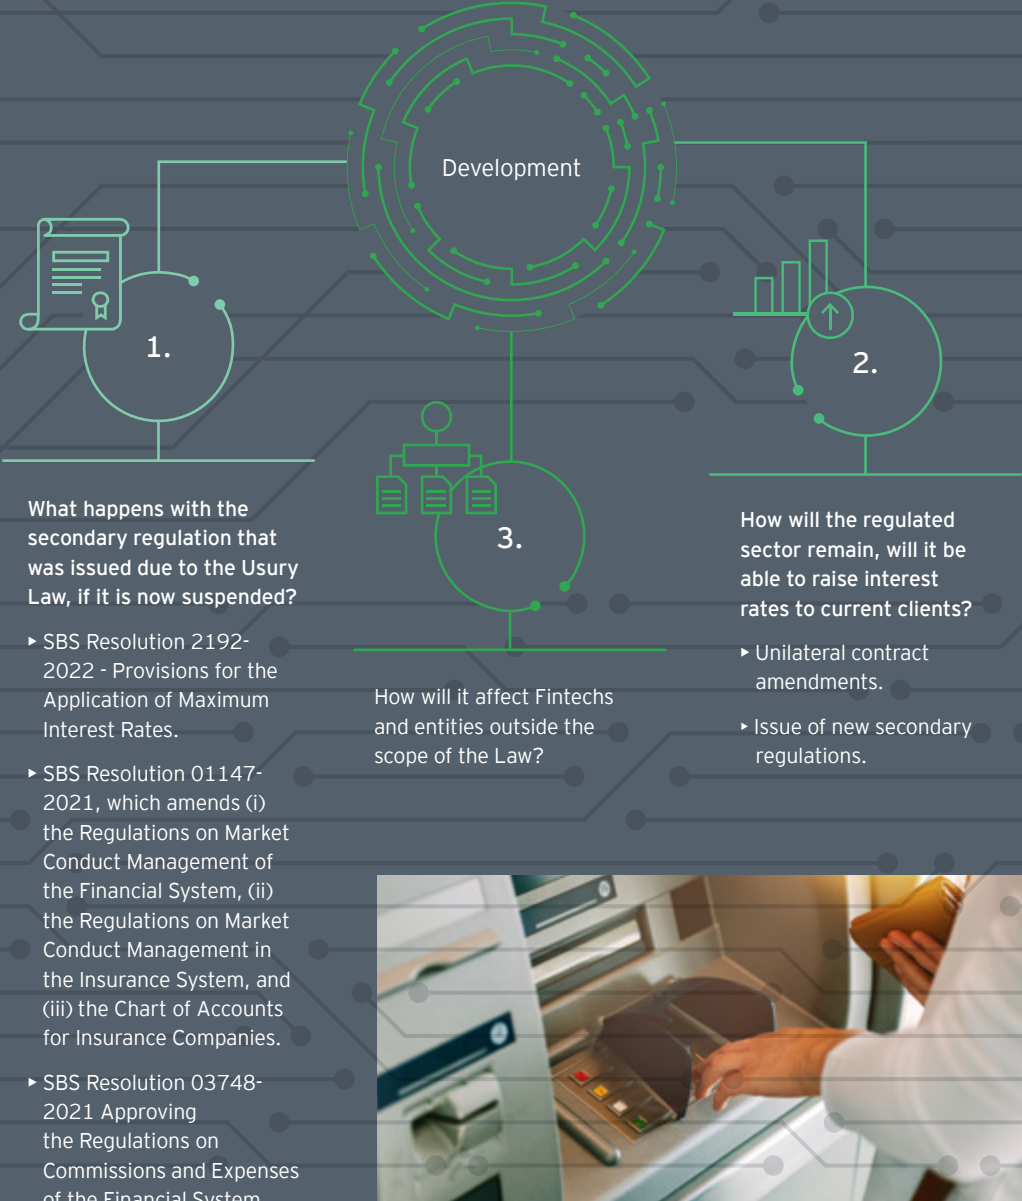 Development
1.
What happens with the
secondary regulation that
was issued due to the Usury
Law, if it is now suspended?
‣ SBS Resolution 2192-
2022 - Provisions for the
Application of Maximum
Interest Rates.
‣ SBS Resolution 01147-
2021, which amends (i)
the Regulations on Market
Conduct Management of
the Financial System, (ii)
the Regulations on Market
Conduct Management in
the Insurance System, and
(iii) the Chart of Accounts
for Insurance Companies.
‣ SBS Resolution 03748-
2021 Approving
the Regulations on
Commissions and Expenses
of the Financial System
2.
How will the regulated
sector remain, will it be
able to raise interest
rates to current clients?
‣ Unilateral contract
amendments.
‣ Issue of new secondary
regulations.
3.
How will it affect Fintechs
and entities outside the
scope of the Law?